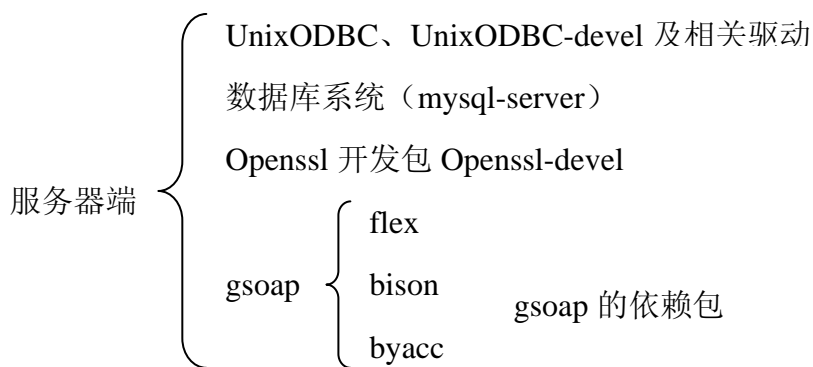 UnixODBC、UnixODBC-devel 及相关驱动
数据库系统（mysql-server）
Openssl 开发包 Openssl-devel
服务器端
flex
gsoap
bison
gsoap 的依赖包
byacc